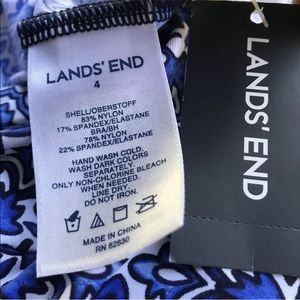 LANDS' END
4
SHELL/OBERSTOFF
83% NYLON
17% SPANDEX/ELASTANE
BRA/BH
78% NYLON
22% SPANDEX/ELASTANE
HAND WASH COLD.
WASH DARK COLORS
SEPARATELY.
ONLY NON-CHLORINE BLEACH
WHEN NEEDED.
LINE DRY.
DO NOT IRON.
MADE IN CHINA
RN 62830
LANDS' END